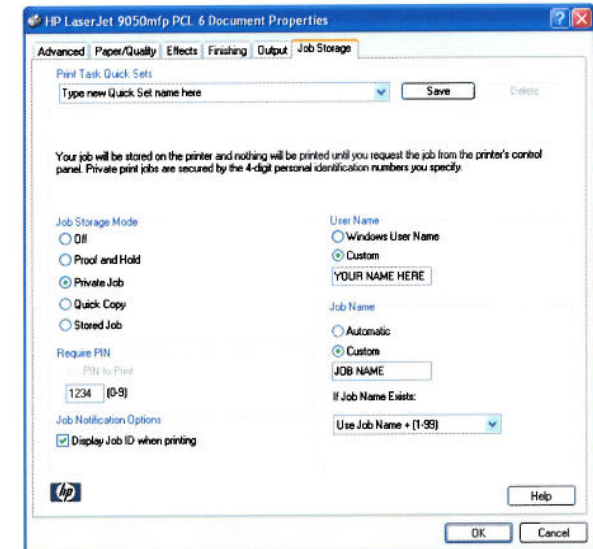 HP LaserJet 9050mfp PCL 6 Document Properties
Advanced Paper/Quality Effects Finishing Output Job Storage
Print Task Quick Sets
Type new Quick Set name here Save Delete
Your job will be stored on the printer and nothing will be printed until you request the job from the printer's control
panel. Private print jobs are secured by the 4-digit personal identification numbers you specify.
Job Storage Mode
Off
Proof and Hold
Private Job
Quick Copy
Stored Job
Require PIN
PIN to Print
1234 (0-9)
Job Notification Options
Display Job ID when printing
User Name
Windows User Name
Custom
YOUR NAME HERE
Job Name
Automatic
Custom
JOB NAME
If Job Name Exists:
Use Job Name + (1-99)
hp
Help
OK Cancel